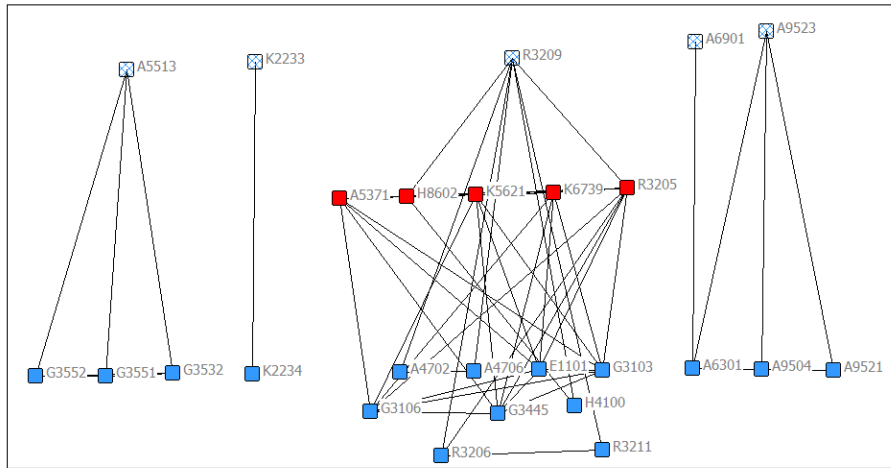 A9523
A6901
R3209
K2233
A5513
R3205
K6739
K5621
H8602
A5371
A4702
A4706
E1101
G3103
A6301
A9504
A9521
G3552
G3551
G3532
K2234
G3106
G3445
H4100
R3206
R3211